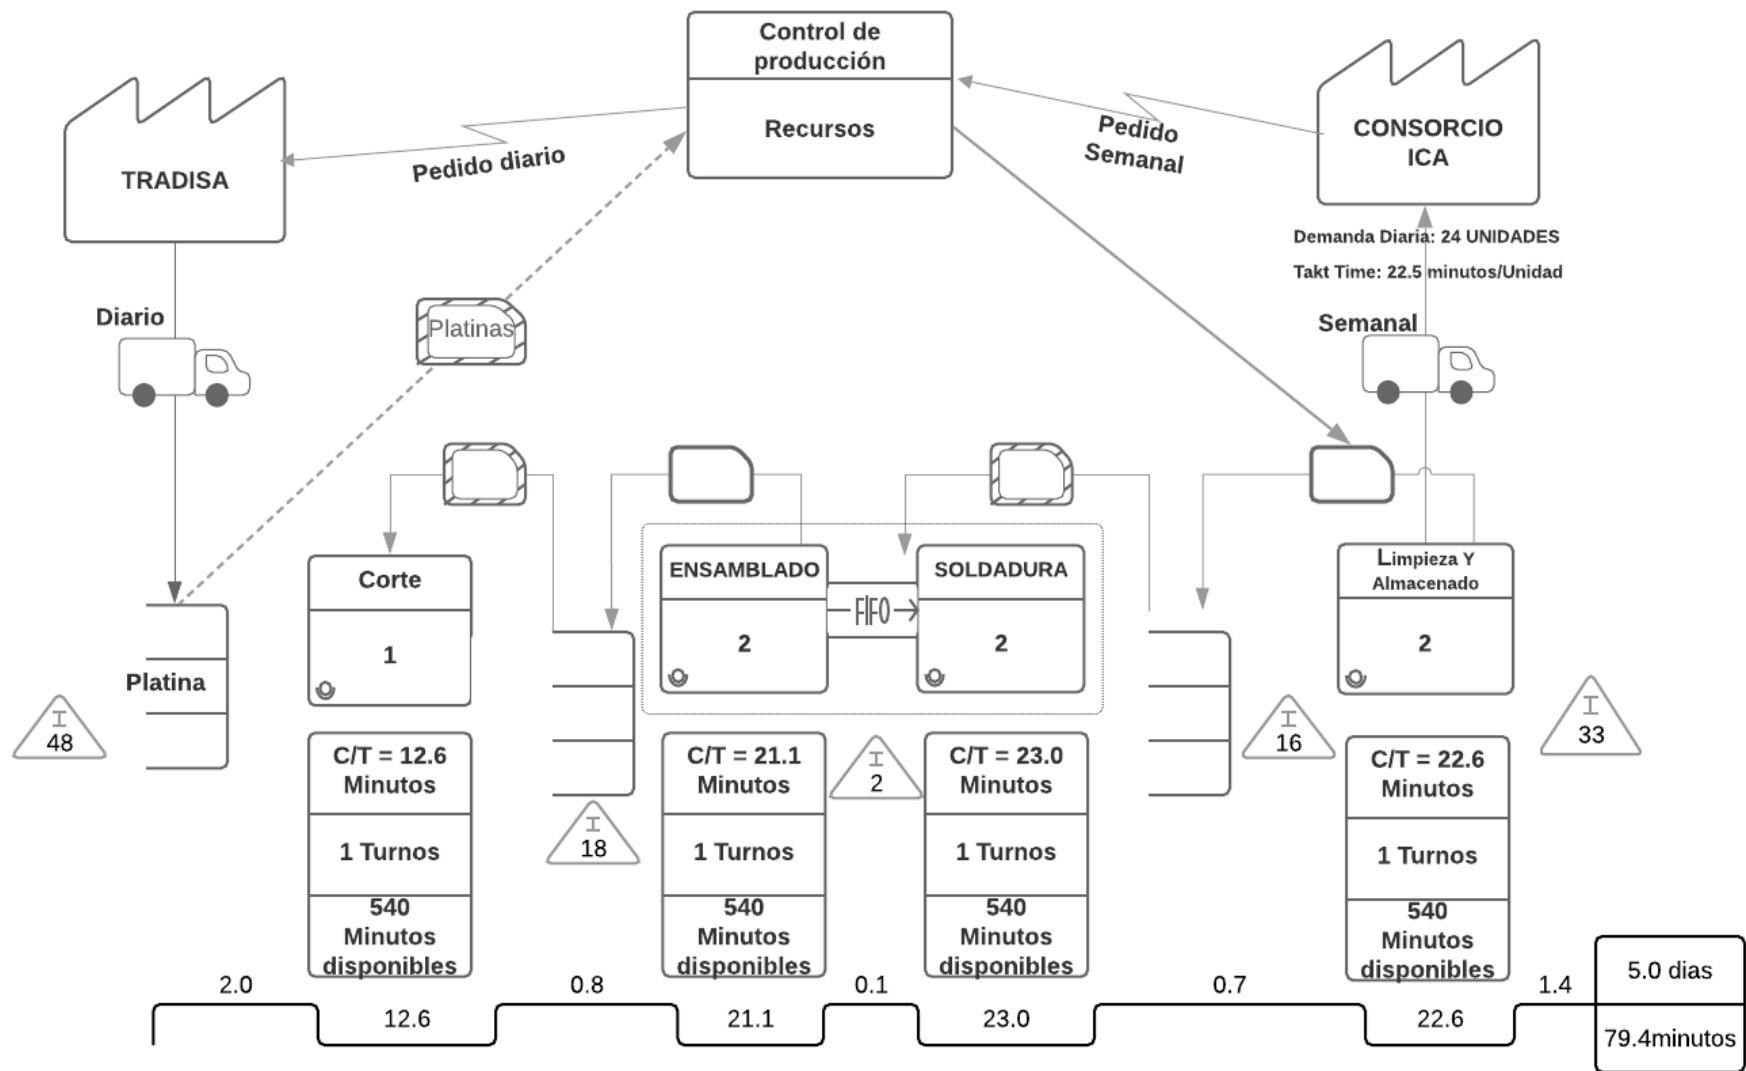 Control de
producción
Recursos
TRADISA
Pedido diario
Pedido
Semanal
CONSORCIO
ICA
Demanda Diaria: 24 UNIDADES
Takt Time: 22.5 minutos/Unidad
Diario
Platinas
Semanal
Corte
1
ENSAMBLADO
2
FIFO
SOLDADURA
2
Limpieza Y
Almacenado
2
Platina
I
48
I
18
I
2
I
16
I
33
C/T = 12.6
Minutos
1 Turnos
540
Minutos
disponibles
C/T = 21.1
Minutos
1 Turnos
540
Minutos
disponibles
C/T = 23.0
Minutos
1 Turnos
540
Minutos
disponibles
C/T = 22.6
Minutos
1 Turnos
540
Minutos
disponibles
2.0
12.6
0.8
21.1
0.1
23.0
0.7
22.6
1.4
5.0 dias
79.4minutos